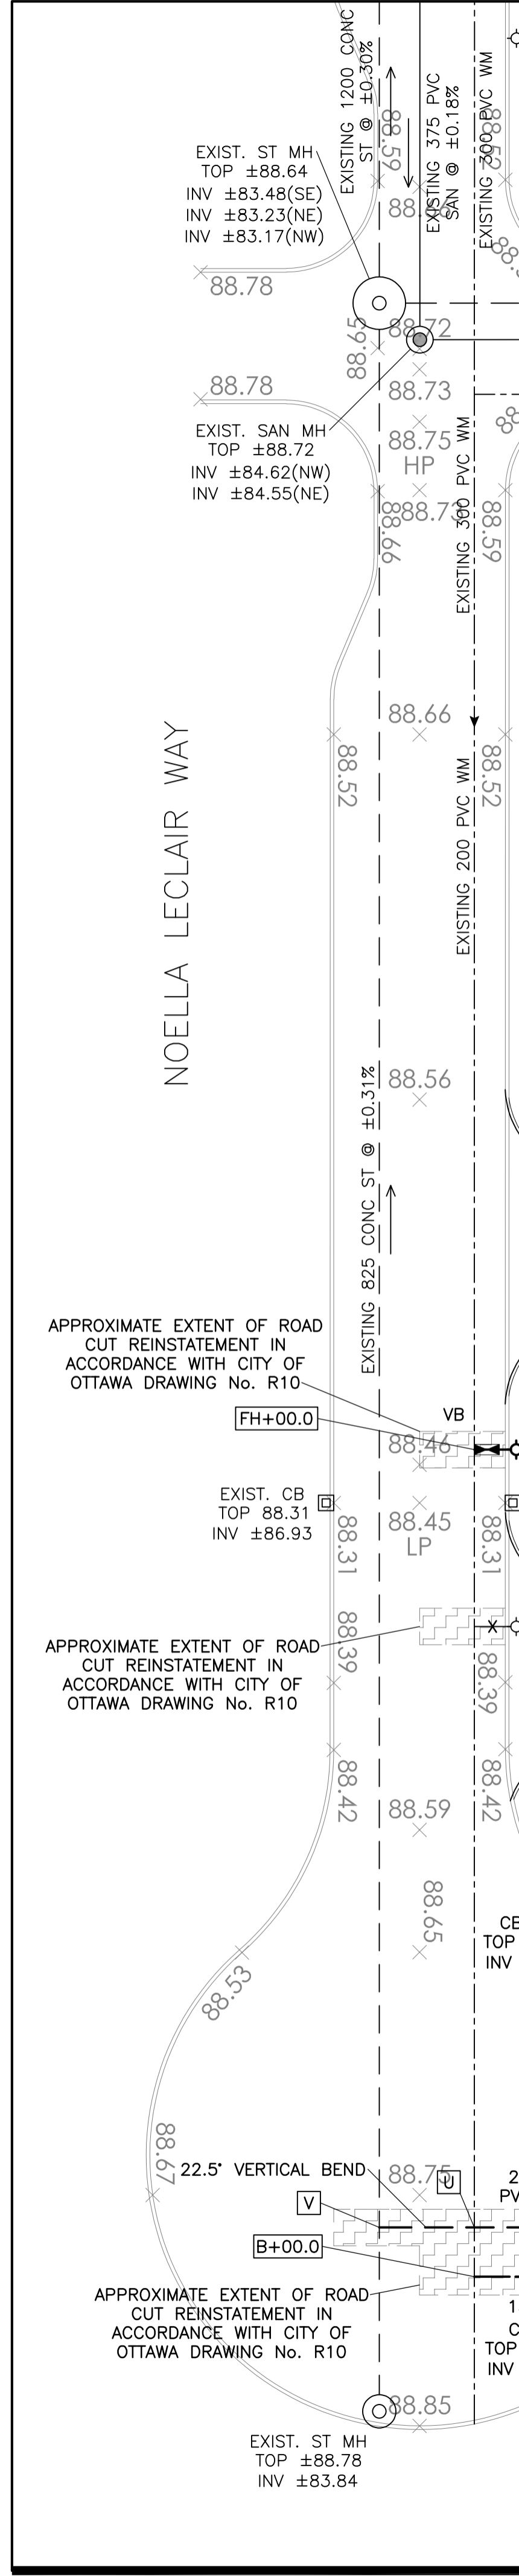 EXISTING 1200 CONC
ST @ ±0.30%
EXISTING 375 PVC
SAN @ ±0.18%
EXISTING 300 PVC WM
88.59
88.52
EXIST. ST MH
TOP ±88.64
INV ±83.48(SE)
INV ±83.23(NE)
INV ±83.17(NW)
88.78
88.65
88.72
88.73
88.78
88.75
HP
EXIST. SAN MH
TOP ±88.72
INV ±84.62(NW)
INV ±84.55(NE)
88.73
88.66
EXISTING 300 PVC WM
88.59
88.66
88.52
88.52
EXISTING 200 PVC WM
NOELLA LECLAIR WAY
88.56
EXISTING 825 CONC ST @ ±0.31%
APPROXIMATE EXTENT OF ROAD
CUT REINSTATEMENT IN
ACCORDANCE WITH CITY OF
OTTAWA DRAWING No. R10
FH+00.0
VB
88.46
EXIST. CB
TOP 88.31
INV ±86.93
88.31
88.45
LP
88.31
88.39
APPROXIMATE EXTENT OF ROAD
CUT REINSTATEMENT IN
ACCORDANCE WITH CITY OF
OTTAWA DRAWING No. R10
88.39
88.42
88.42
88.59
88.65
TOP
INV
88.53
88.67
22.5° VERTICAL BEND
88.75
U
V
B+00.0
APPROXIMATE EXTENT OF ROAD
CUT REINSTATEMENT IN
ACCORDANCE WITH CITY OF
OTTAWA DRAWING No. R10
TOP
INV
88.85
EXIST. ST MH
TOP ±88.78
INV ±83.84